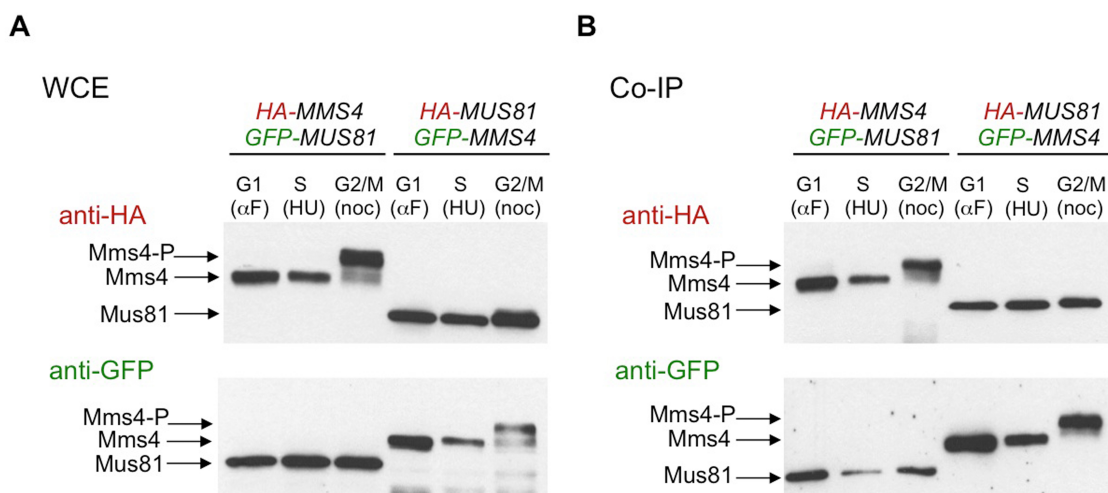 A
WCE
HA-MMS4
GFP-MUS81
HA-MUS81
GFP-MMS4
G1 S G2/M G1 S G2/M
(αF) (HU) (noc) (αF) (HU) (noc)
anti-HA
Mms4-P
Mms4
Mus81
anti-GFP
Mms4-P
Mms4
Mus81
B
Co-IP
HA-MMS4
GFP-MUS81
HA-MUS81
GFP-MMS4
G1 S G2/M G1 S G2/M
(αF) (HU) (noc) (αF) (HU) (noc)
anti-HA
Mms4-P
Mms4
Mus81
anti-GFP
Mms4-P
Mms4
Mus81